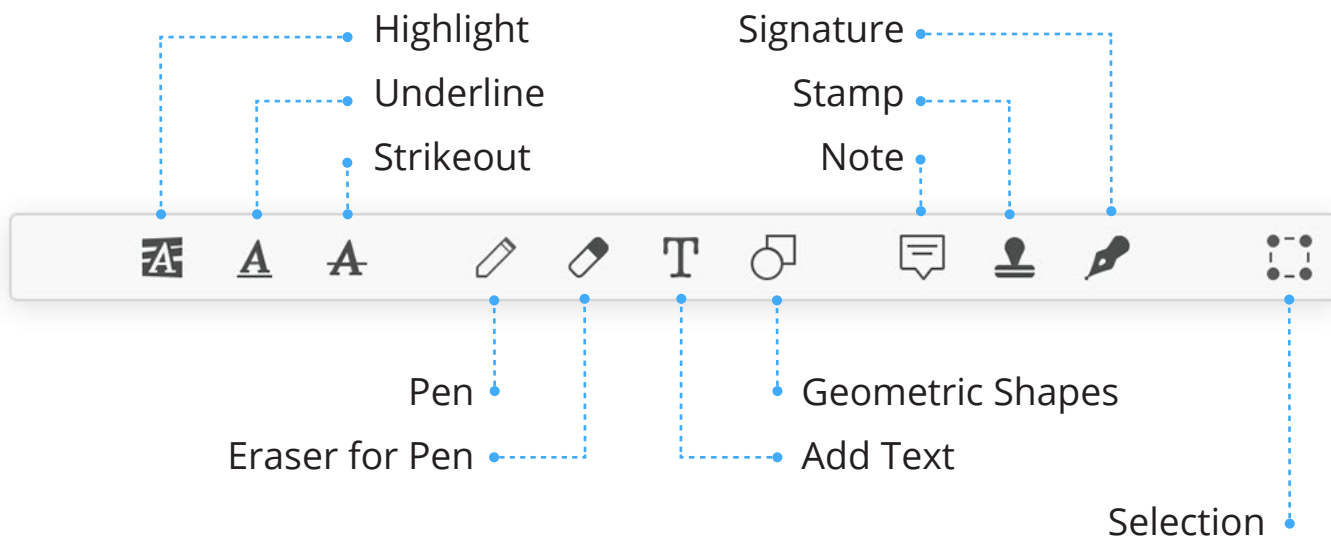 Highlight
Underline
Strikeout
Signature
Stamp
Note
A
A
A
T
Pen
Eraser for Pen
Geometric Shapes
Add Text
Selection